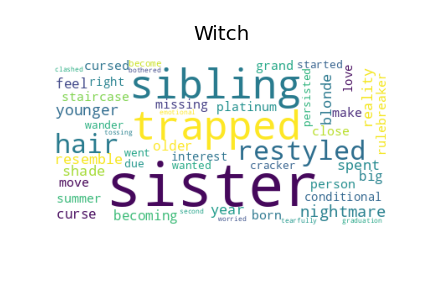 Witch
clashed cursed become bothered grand started
feel right sibling persisted blonde love reality rulebreaker
staircase missing platinum make
younger emotional
wander trapped close
tossing older
hair went interest restyled
resemble due wanted cracker spent
shade sister person big
move conditional
summer becoming second year born nightmare
curse worried tearfully graduation